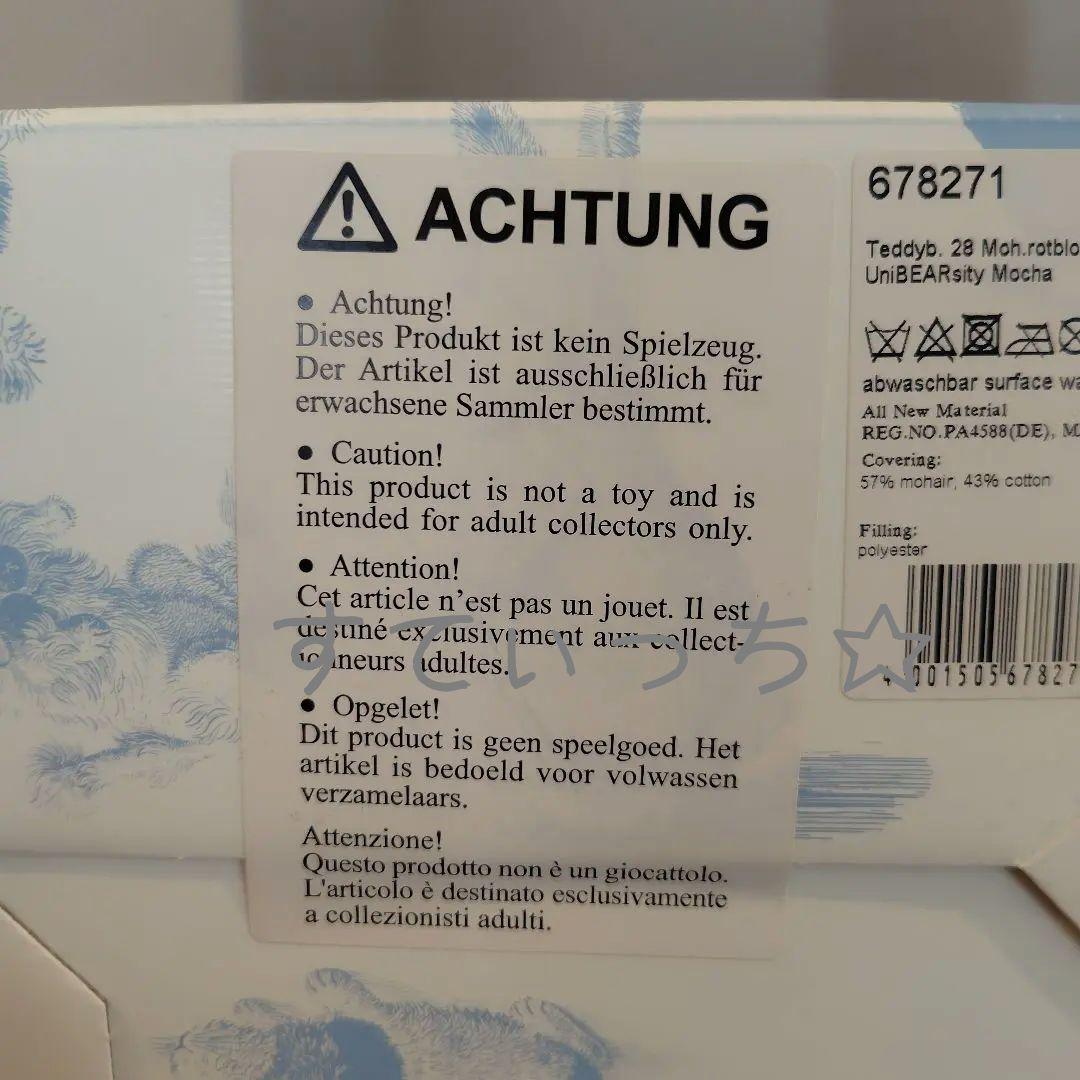 ACHTUNG
● Achtung!
Dieses Produkt ist kein Spielzeug.
Der Artikel ist ausschließlich für
erwachsene Sammler bestimmt.
● Caution!
This product is not a toy and is
intended for adult collectors only.
● Attention!
Cet article n'est pas un jouet. Il est
destiné exclusivement aux collect-
ionneurs adultes.
● Opgelet!
Dit product is geen speelgoed. Het
artikel is bedoeld voor volwassen
verzamelaars.
Attenzione!
Questo prodotto non è un giocattolo.
L'articolo è destinato esclusivamente
a collezionisti adulti.
すてぃっち☆
678271
Teddyb. 28 Moh.rotblo
UniBEARsity Mocha
abwaschbar surface wa
All New Material
REG.NO.PA4588(DE),
Covering:
57% mohair, 43% cotton
Filling:
polyester
4 001505 67827